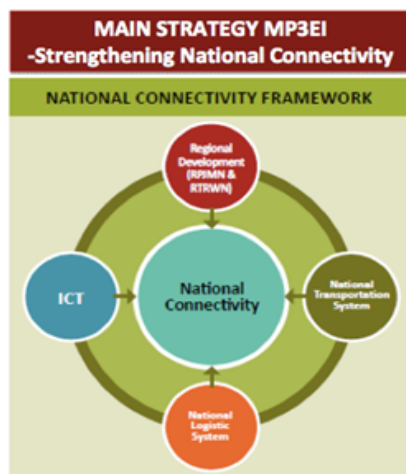 MAIN STRATEGY MP3EI
-Strengthening National Connectivity
NATIONAL CONNECTIVITY FRAMEWORK
Regional
Development
(RPJMN &
RTRWN)
ICT
National
Connectivity
National
Transportation
System
National
Logistic
System